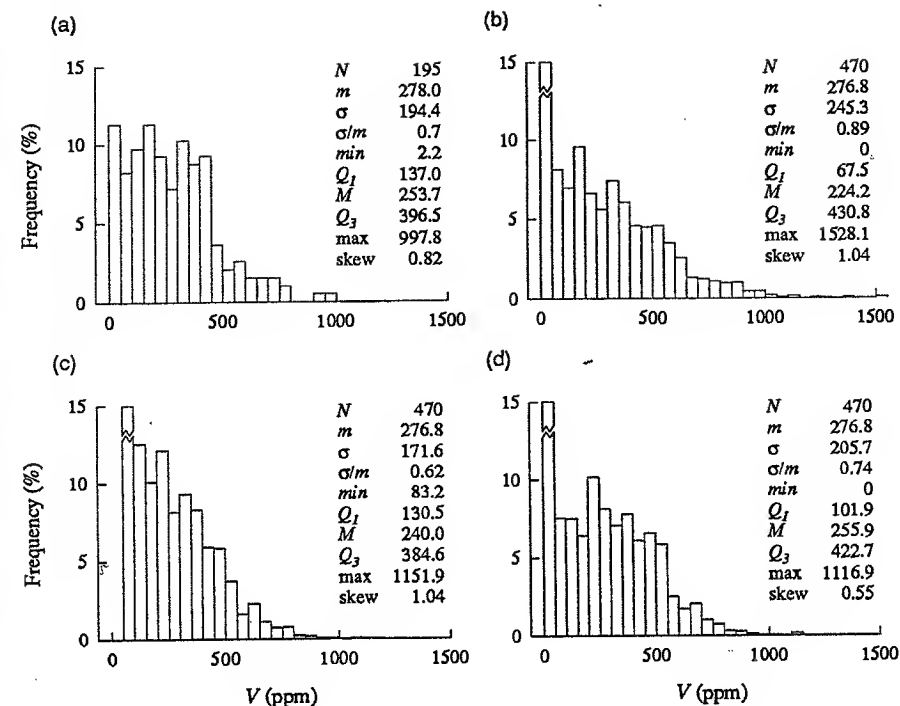 (a)
Frequency (%)
15
10
5
0
N 195
m 278.0
σ 194.4
σ/m 0.7
min 2.2
Q1 137.0
M 253.7
Q3 396.5
max 997.8
skew 0.82
0 500 1000 1500
(b)
15
10
5
0
N 470
m 276.8
σ 245.3
σ/m 0.89
min 0
Q1 67.5
M 224.2
Q3 430.8
max 1528.1
skew 1.04
0 500 1000 1500
(c)
Frequency (%)
15
10
5
0
N 470
m 276.8
σ 171.6
σ/m 0.62
min 83.2
Q1 130.5
M 240.0
Q3 384.6
max 1151.9
skew 1.04
0 500 1000 1500
V (ppm)
(d)
15
10
5
0
N 470
m 276.8
σ 205.7
σ/m 0.74
min 0
Q1 101.9
M 255.9
Q3 422.7
max 1116.9
skew 0.55
0 500 1000 1500
V (ppm)